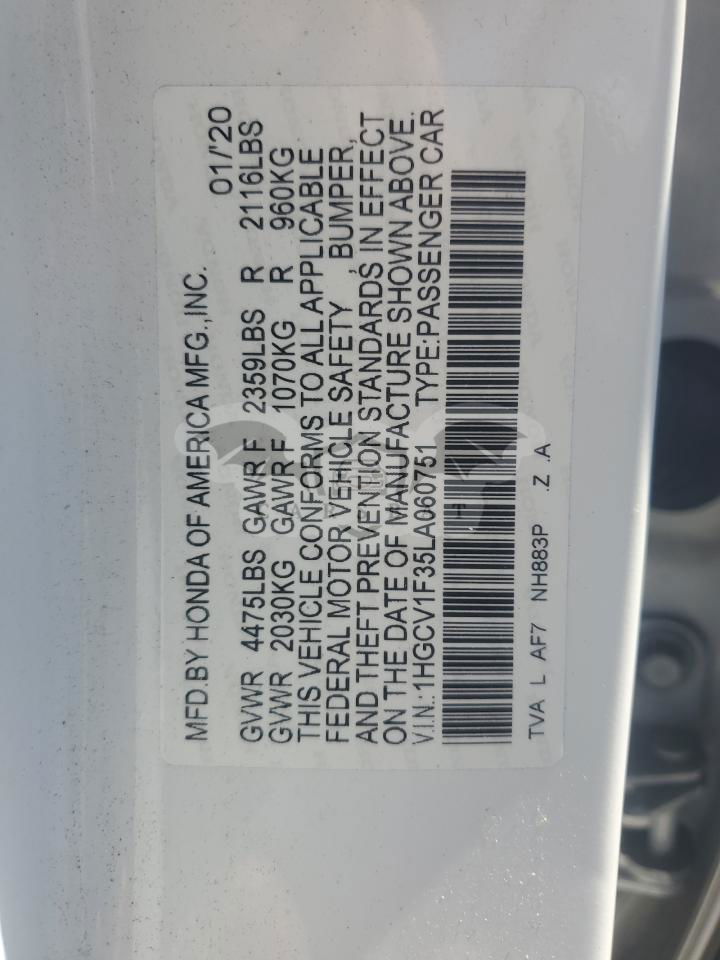 MFD.BY HONDA OF AMERICA MFG.,INC. 01/'20
GVWR 4475LBS GAWR F 2359LBS R 2116LBS
GVWR 2030KG GAWR F 1070KG R 960KG
THIS VEHICLE CONFORMS TO ALL APPLICABLE
FEDERAL MOTOR VEHICLE SAFETY , BUMPER,
AND THEFT PREVENTION STANDARDS IN EFFECT
ON THE DATE OF MANUFACTURE SHOWN ABOVE.
V.I.N.:1HGCV1F35LA060751 TYPE:PASSENGER CAR
TVA L AF7 NH883P .Z .A